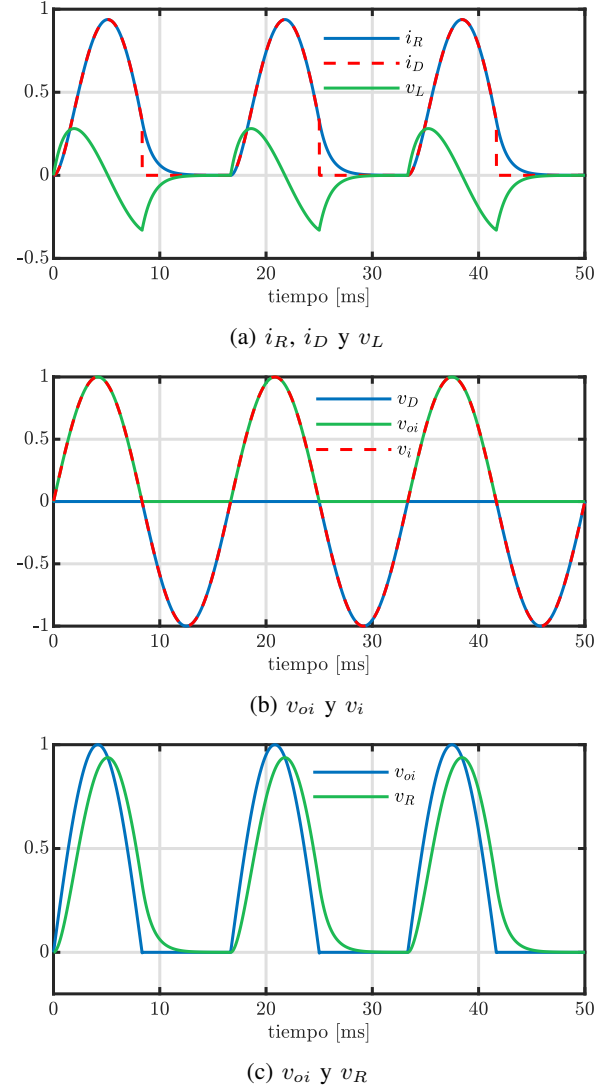 1
0.5
0
-0.5
i_R
i_D
v_L
0 10 20 30 40 50
tiempo [ms]
(a) i_R, i_D y v_L
1
0.5
0
-0.5
-1
v_D
v_oi
v_i
0 10 20 30 40 50
tiempo [ms]
(b) v_oi y v_i
1
0.5
0
v_oi
v_R
0 10 20 30 40 50
tiempo [ms]
(c) v_oi y v_R